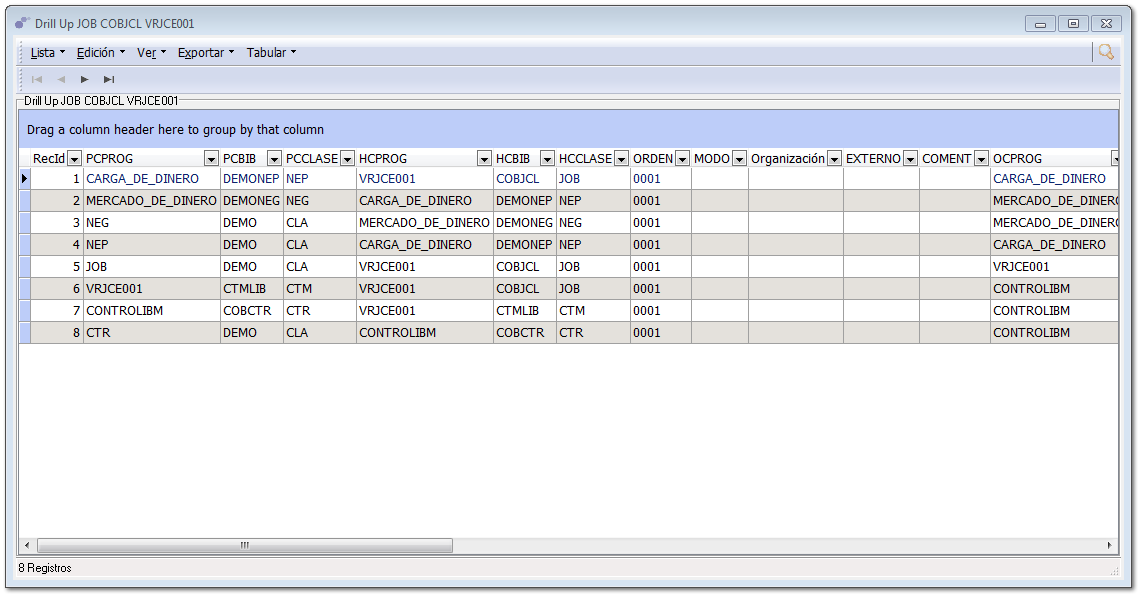 Drill Up JOB COBJCL VRJCE001
Lista Edición Ver Exportar Tabular
Drill Up JOB COBJCL VRJCE001
Drag a column header here to group by that column
RecId PCPROG PCBIB PCCLASE HCPROG HCBIB HCCLASE ORDEN MODO Organización EXTERNO COMENT OCPROG
1 CARGA_DE_DINERO DEMONEP NEP VRJCE001 COBJCL JOB 0001 CARGA_DE_DINERO
2 MERCADO_DE_DINERO DEMONEG NEG CARGA_DE_DINERO DEMONEP NEP 0001 MERCADO_DE_DINERO
3 NEG DEMO CLA MERCADO_DE_DINERO DEMONEG NEG 0001 MERCADO_DE_DINERO
4 NEP DEMO CLA CARGA_DE_DINERO DEMONEP NEP 0001 CARGA_DE_DINERO
5 JOB DEMO CLA VRJCE001 COBJCL JOB 0001 VRJCE001
6 VRJCE001 CTMLIB CTM VRJCE001 COBJCL JOB 0001 CONTROLIBM
7 CONTROLIBM COBCTR CTR VRJCE001 CTMLIB CTM 0001 CONTROLIBM
8 CTR DEMO CLA CONTROLIBM COBCTR CTR 0001 CONTROLIBM
8 Registros